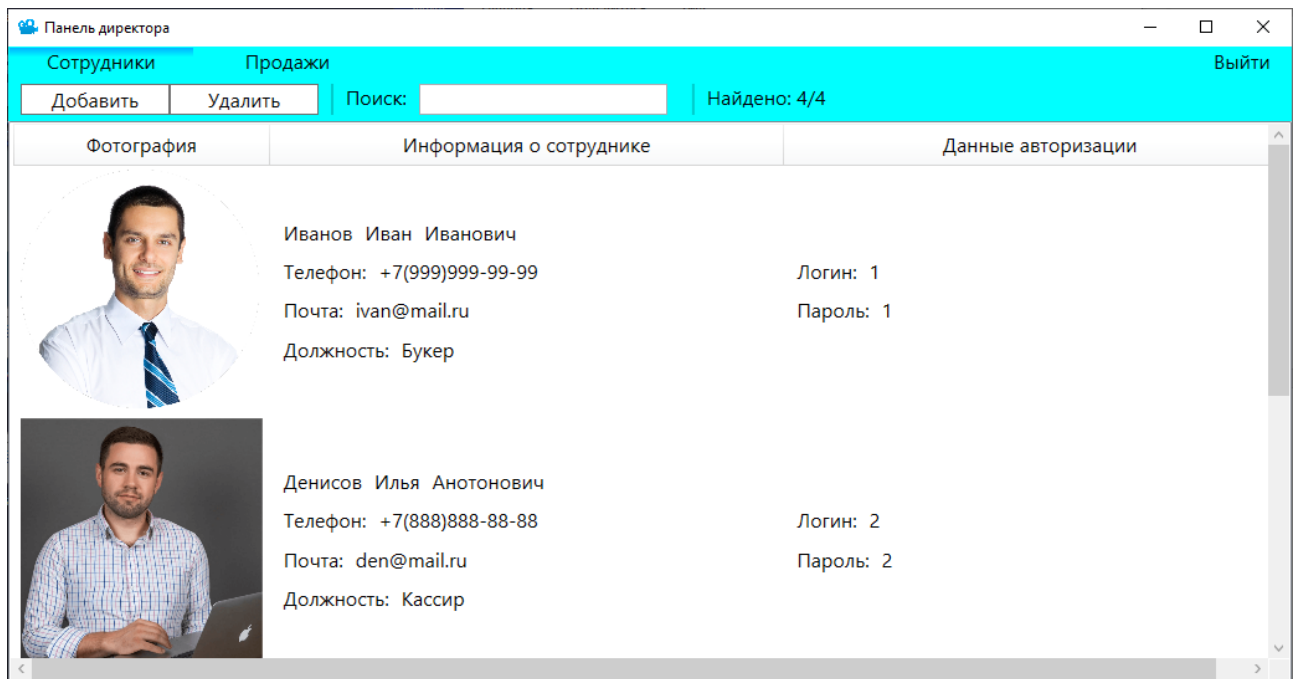 Панель директора
Сотрудники Продажи Выйти
Добавить Удалить Поиск: Найдено: 4/4
Фотография Информация о сотруднике Данные авторизации
Иванов Иван Иванович
Телефон: +7(999)999-99-99 Логин: 1
Почта: ivan@mail.ru Пароль: 1
Должность: Букер
Денисов Илья Анотонович
Телефон: +7(888)888-88-88 Логин: 2
Почта: den@mail.ru Пароль: 2
Должность: Кассир